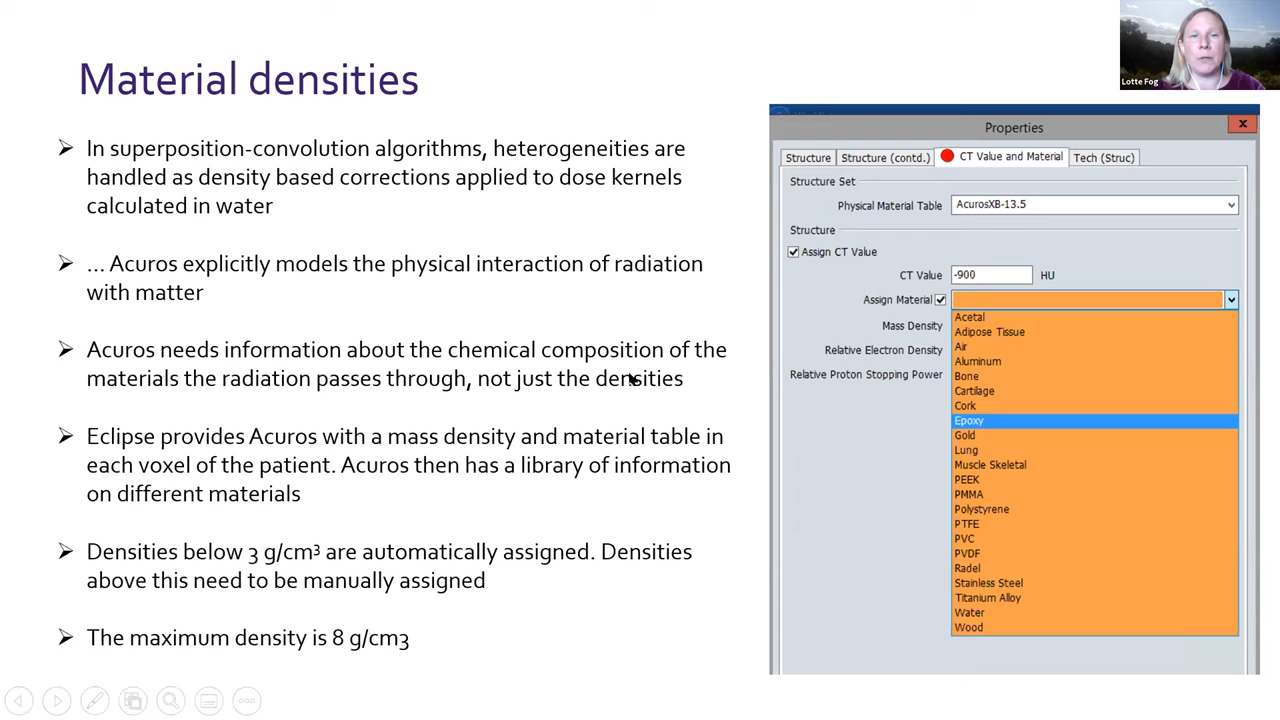 Lotte Fog
Material densities
➢ In superposition-convolution algorithms, heterogeneities are
handled as density based corrections applied to dose kernels
calculated in water
➢ ... Acuros explicitly models the physical interaction of radiation
with matter
➢ Acuros needs information about the chemical composition of the
materials the radiation passes through, not just the densities
➢ Eclipse provides Acuros with a mass density and material table in
each voxel of the patient. Acuros then has a library of information
on different materials
➢ Densities below 3 g/cm³ are automatically assigned. Densities
above this need to be manually assigned
➢ The maximum density is 8 g/cm3
Properties
Structure Structure (contd.) CT Value and Material Tech (Struc)
Structure Set
Physical Material Table AcurosXB-13.5
Structure
Assign CT Value
CT Value -900 HU
Assign Material
Mass Density
Relative Electron Density
Relative Proton Stopping Power
Acetal
Adipose Tissue
Air
Aluminum
Bone
Cartilage
Cork
Epoxy
Gold
Lung
Muscle Skeletal
PEEK
PMMA
Polystyrene
PTFE
PVC
PVDF
Radel
Stainless Steel
Titanium Alloy
Water
Wood